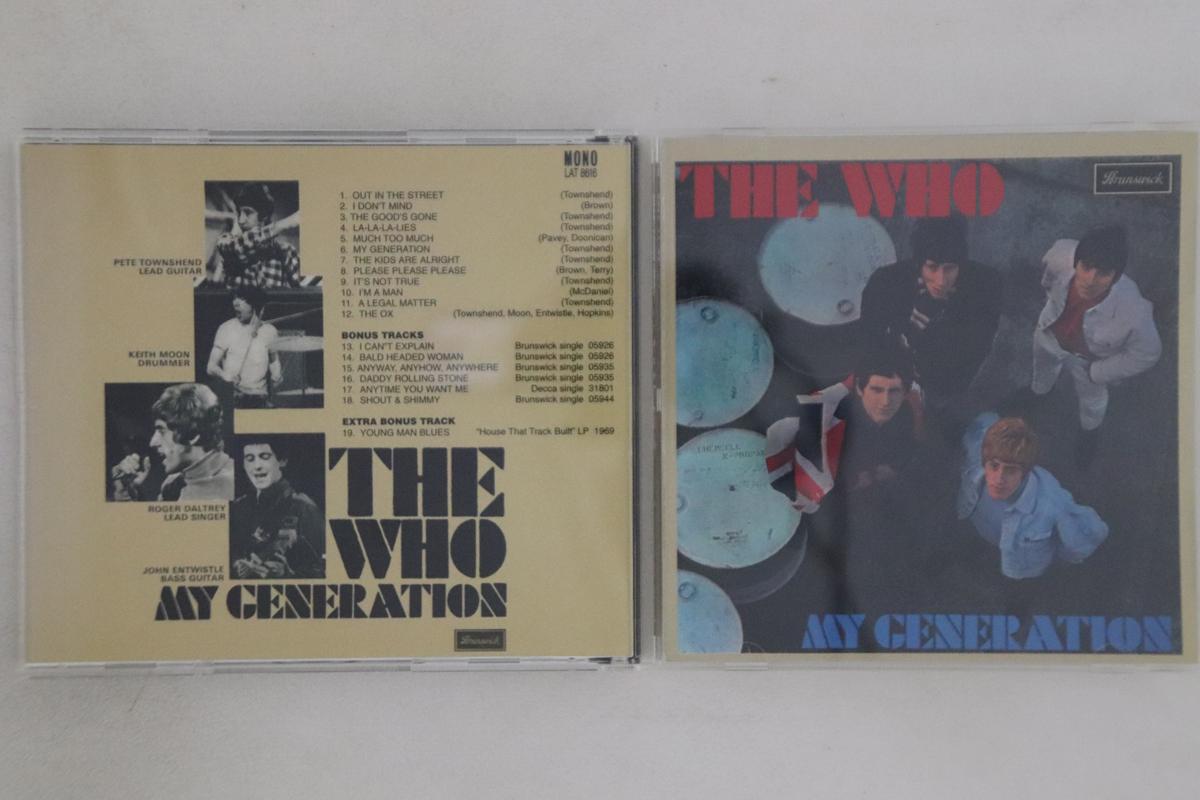 MONO
LAT 8616
1. OUT IN THE STREET (Townshend)
2. I DON'T MIND (Brown)
3. THE GOOD'S GONE (Townshend)
4. LA-LA-LA-LIES (Townshend)
5. MUCH TOO MUCH (Pavey, Doonican)
6. MY GENERATION (Townshend)
7. THE KIDS ARE ALRIGHT (Townshend)
8. PLEASE PLEASE PLEASE (Brown, Terry)
9. IT'S NOT TRUE (Townshend)
10. I'M A MAN (McDaniel)
11. A LEGAL MATTER (Townshend)
12. THE OX (Townshend, Moon, Entwistle, Hopkins)
BONUS TRACKS
13. I CAN'T EXPLAIN Brunswick single 05926
14. BALD HEADED WOMAN Brunswick single 05926
15. ANYWAY, ANYHOW, ANYWHERE Brunswick single 05935
16. DADDY ROLLING STONE Brunswick single 05935
17. ANYTIME YOU WANT ME Decca single 31801
18. SHOUT & SHIMMY Brunswick single 05944
EXTRA BONUS TRACK
19. YOUNG MAN BLUES "House That Track Built" LP 1969
PETE TOWNSHEND
LEAD GUITAR
KEITH MOON
DRUMMER
ROGER DALTREY
LEAD SINGER
JOHN ENTWISTLE
BASS GUITAR
THE
WHO
MY GENERATION
Brunswick
THE WHO
Brunswick
MY GENERATION